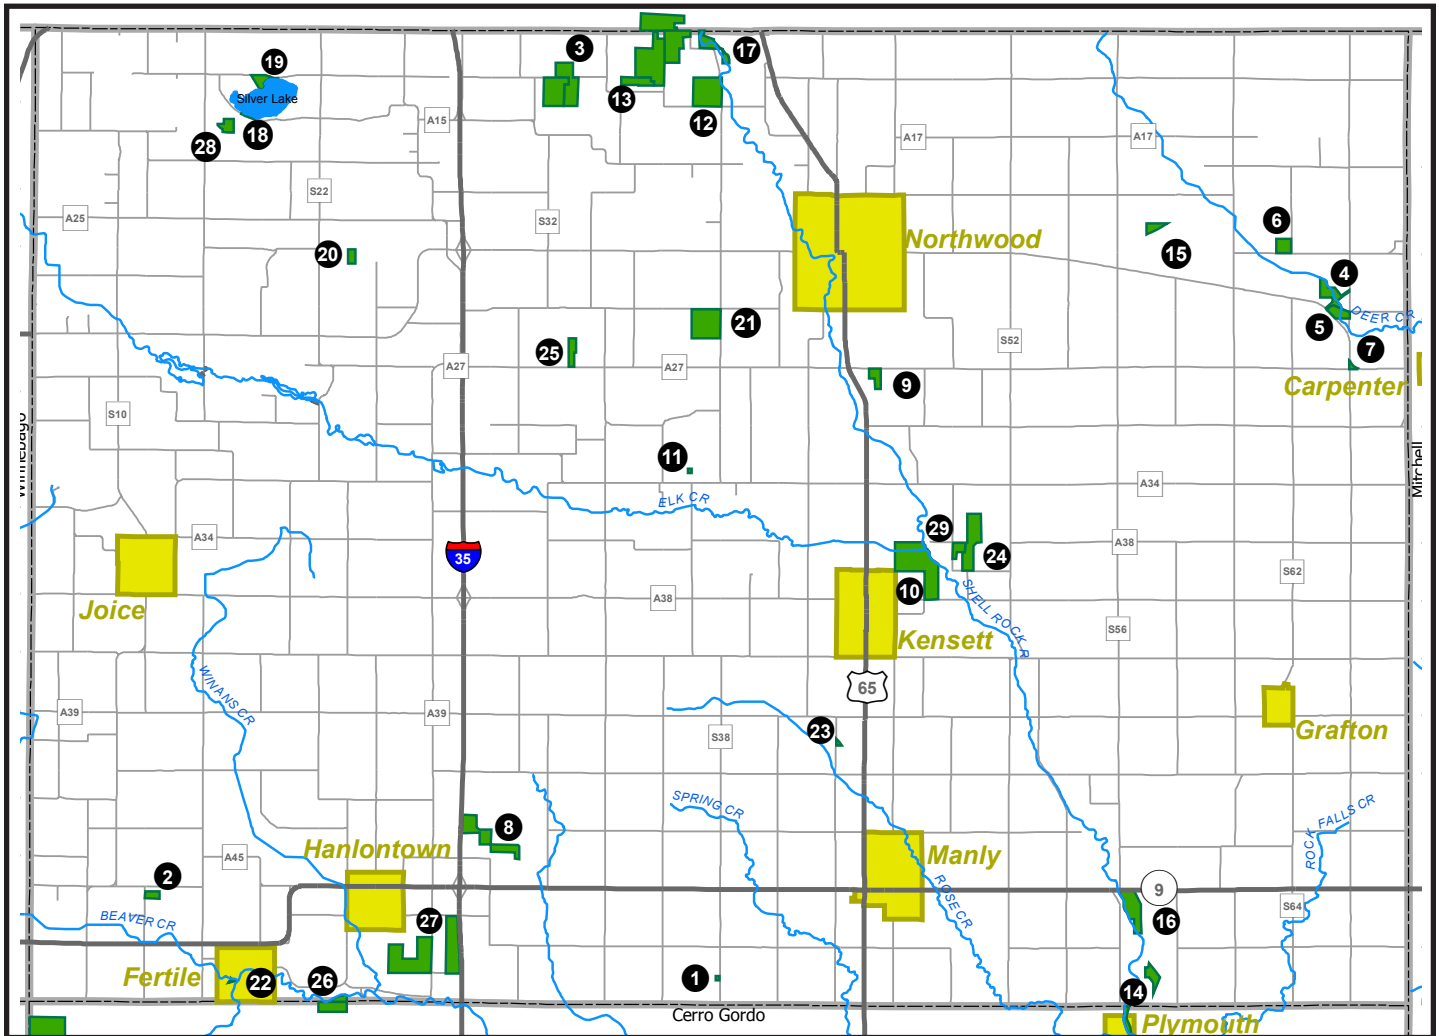 3
17
19
Silver Lake
13
12
18
28
A15
A17
A17
S22
A25
S32
6
15
20
Northwood
4
DEER CR
5
7
21
25
S52
A27
A27
9
Carpenter
S10
Winnebago
Mitchell
11
A34
ELK CR
29
24
A34
A38
35
10
S62
A38
SHELL ROCK R
Joice
S56
Kensett
WINANS CR
65
A39
A39
S38
23
Grafton
SPRING CR
ROCK FALLS CR
8
Hanlontown
Manly
A45
2
ROSE CR
9
BEAVER CR
27
16
S64
Fertile
22
26
1
14
Cerro Gordo
Plymouth